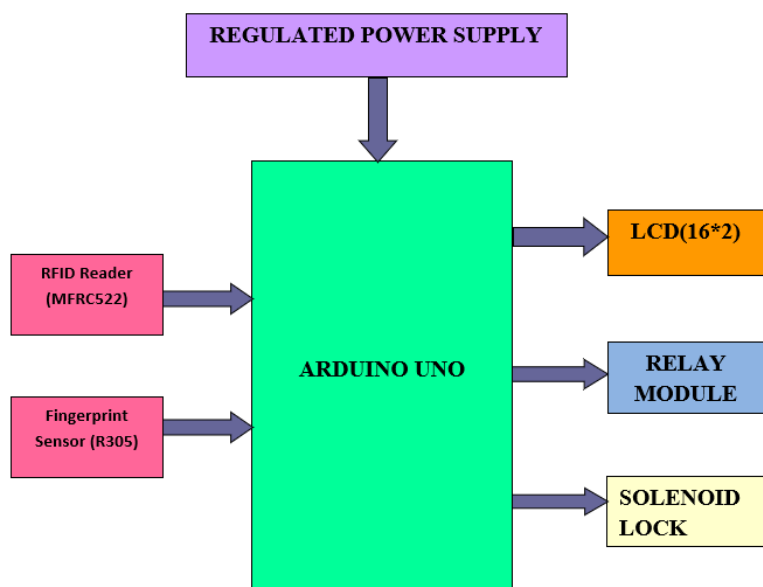 REGULATED POWER SUPPLY
LCD(16*2)
RFID Reader
(MFRC522)
ARDUINO UNO
RELAY
MODULE
Fingerprint
Sensor (R305)
SOLENOID
LOCK